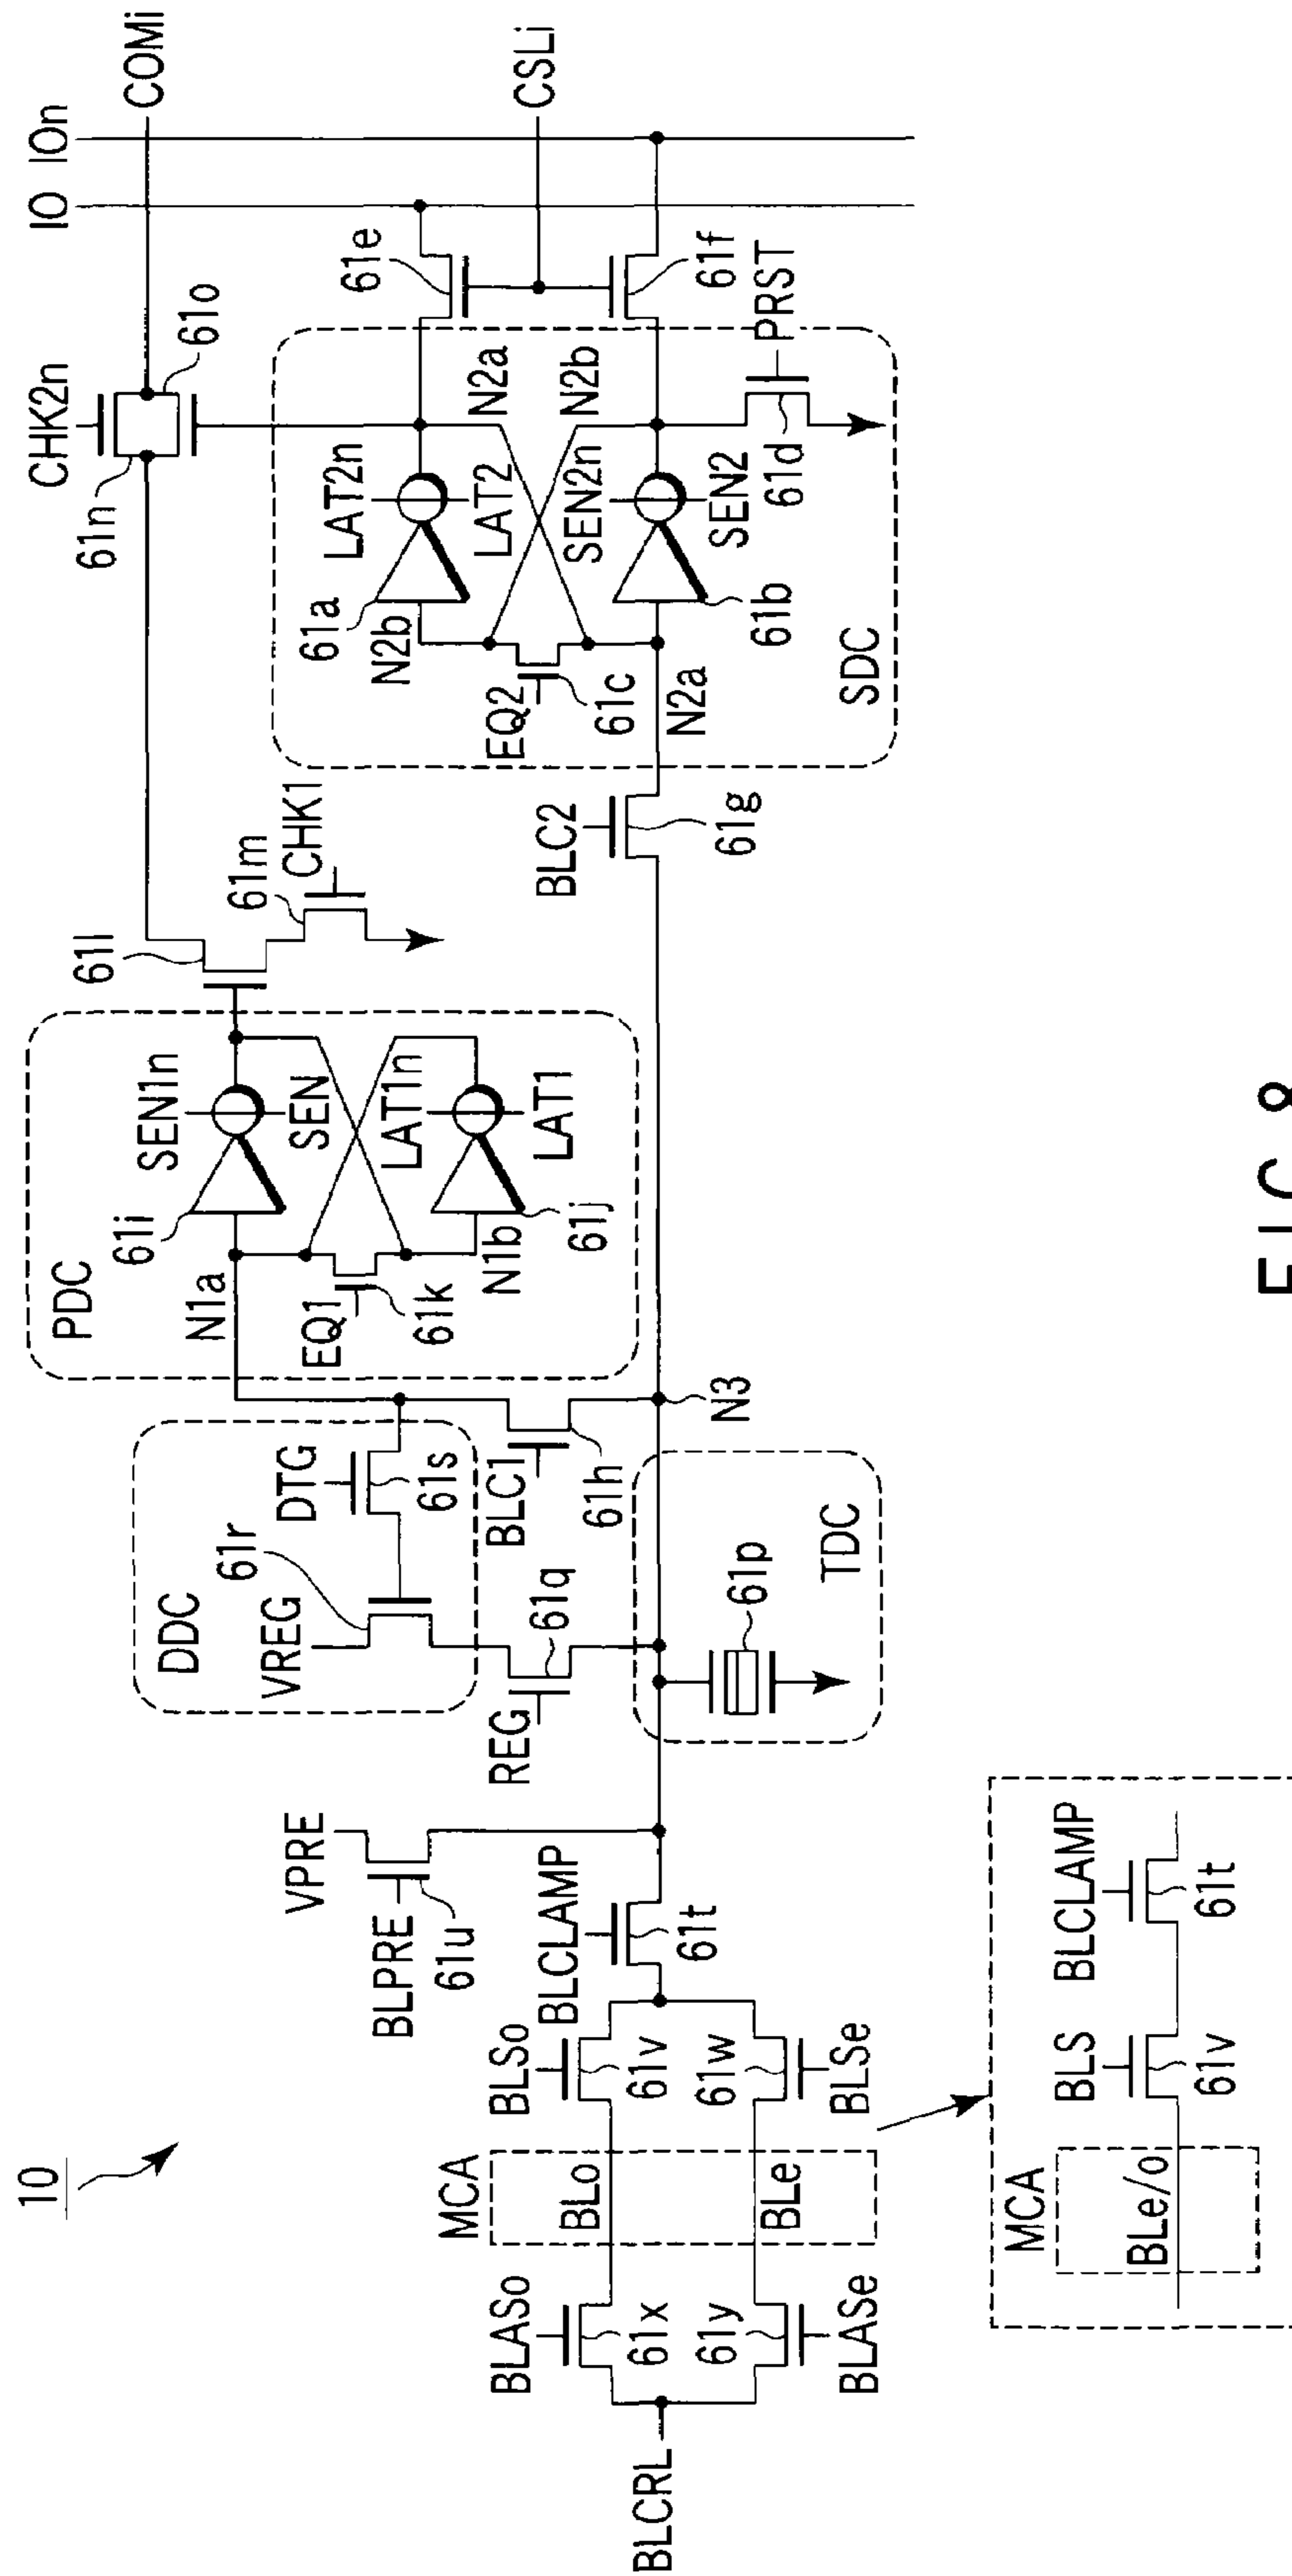 10
BLCRL
BLASo
61x
61y
BLASe
MCA
BLo
BLe
BLSo
61v
61w
BLSe
BLCLAMP
61t
VPRE
BLPRE
61u
DDC
VREG
61r
DTG
61s
REG
61q
BLC1
61h
N3
TDC
61p
PDC
N1a
61i
SEN1n
SEN
EQ1
61k
LAT1n
LAT1
N1b
61j
61l
61m
CHK1
BLC2
61g
CHK2n
61n
61o
COMi
IO
IOn
CSLi
61e
61f
SDC
61a
N2b
LAT2n
LAT2
N2a
N2b
EQ2
61c
N2a
SEN2n
SEN2
61b
61d
PRST
MCA
BLe/o
BLS
61v
BLCLAMP
61t